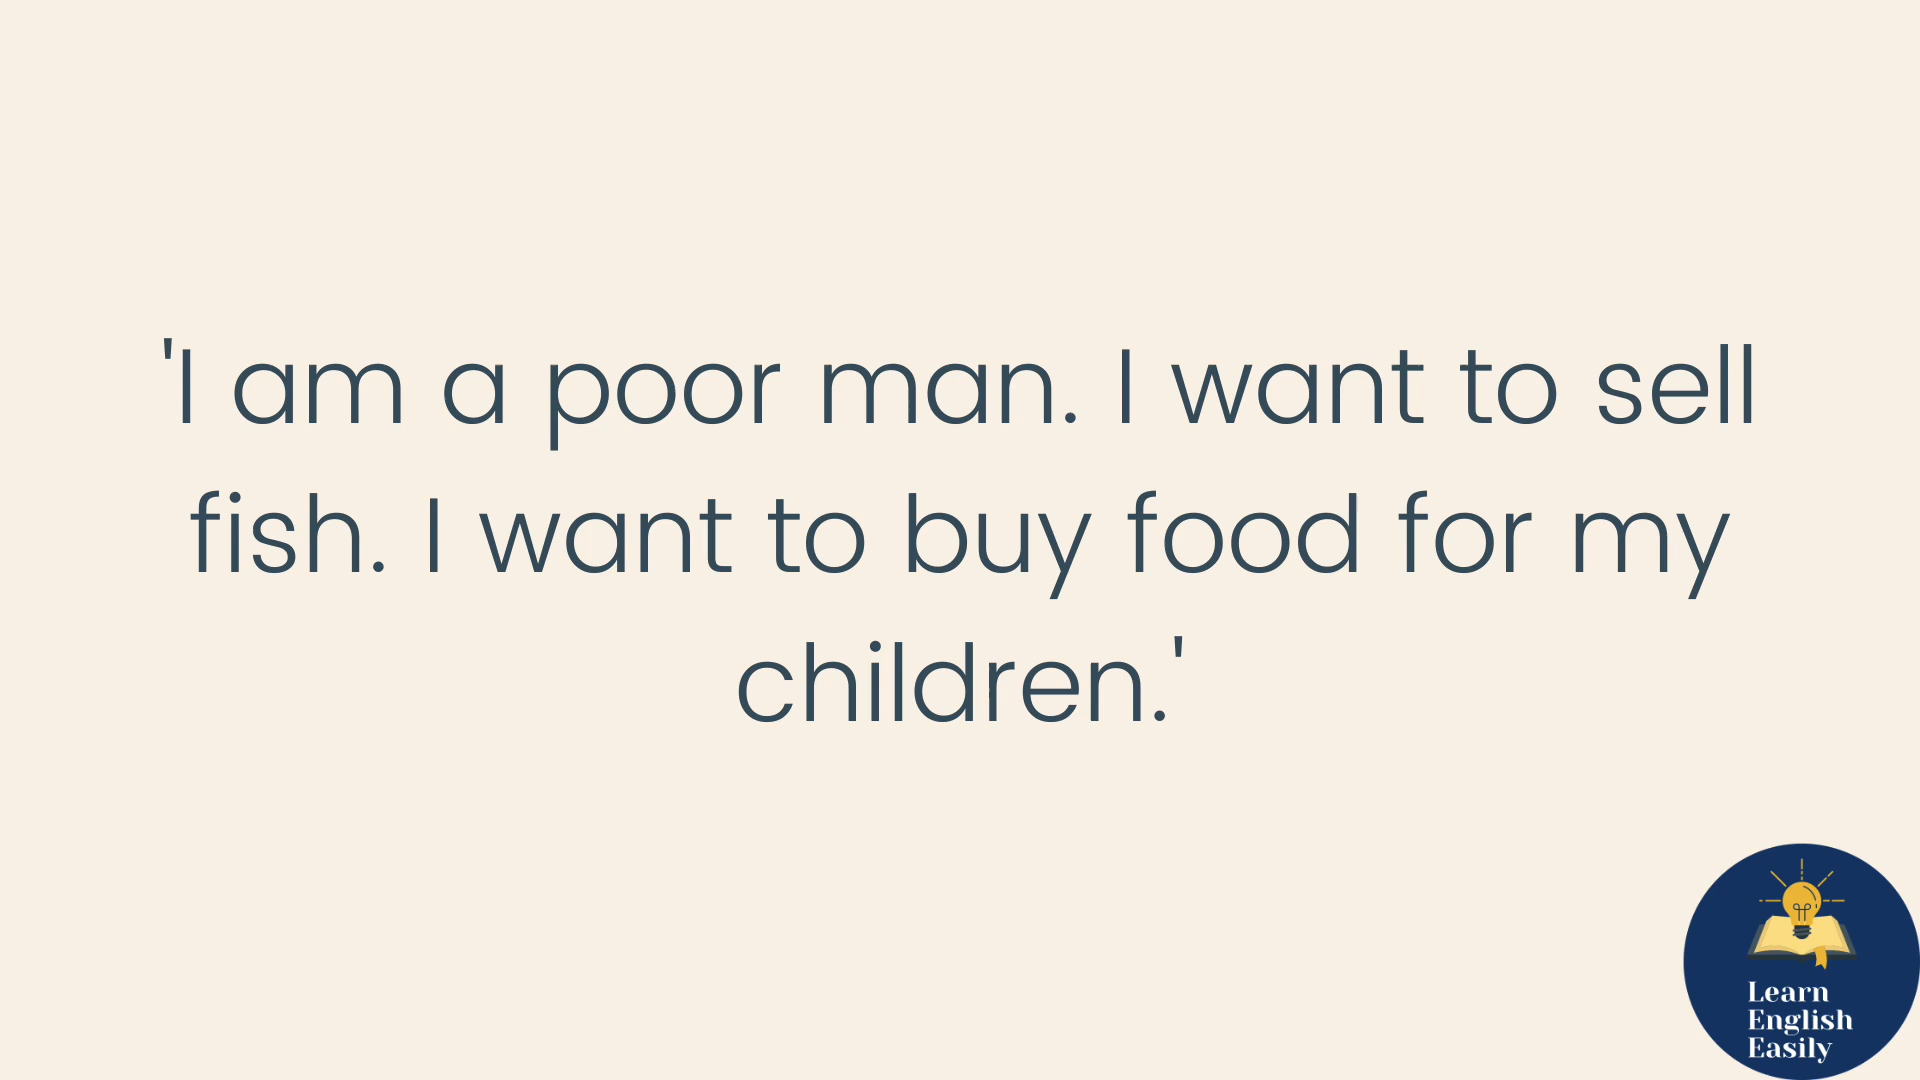 'I am a poor man. I want to sell
fish. I want to buy food for my
children.'
Learn
English
Easily